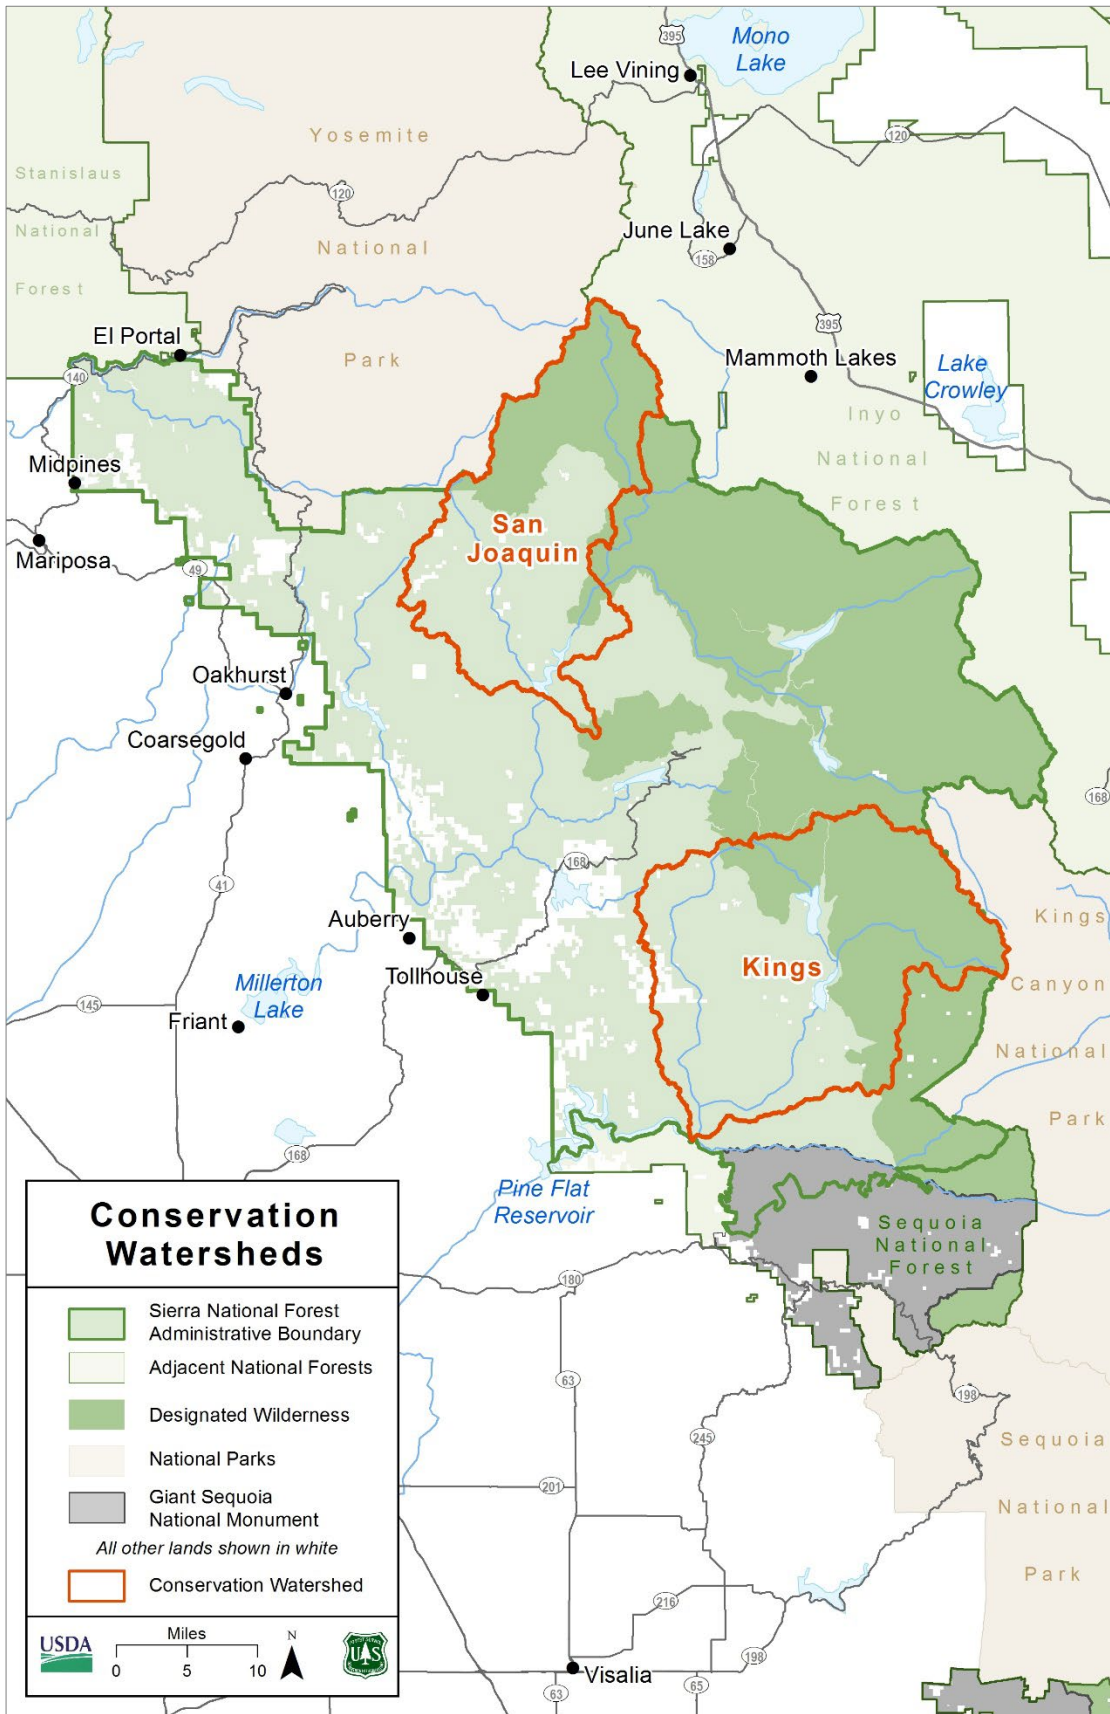 395
Mono
Lake
Lee Vining
Yosemite
120
Stanislaus
120
National
National
June Lake
158
Forest
395
El Portal
Park
Mammoth Lakes
Lake
Crowley
140
Inyo
National
Midpines
Forest
San
Joaquin
Mariposa
49
Oakhurst
Coarsegold
168
168
41
Auberry
Kings
Tollhouse
Kings
Millerton
Lake
Canyon
145
Friant
National
Park
168
Pine Flat
Reservoir
Sequoia
National
Forest
180
63
198
245
Sequoia
201
National
Park
216
198
Visalia
63
65
Conservation
Watersheds
Sierra National Forest
Administrative Boundary
Adjacent National Forests
Designated Wilderness
National Parks
Giant Sequoia
National Monument
All other lands shown in white
Conservation Watershed
USDA
Miles
0 5 10
N
U S